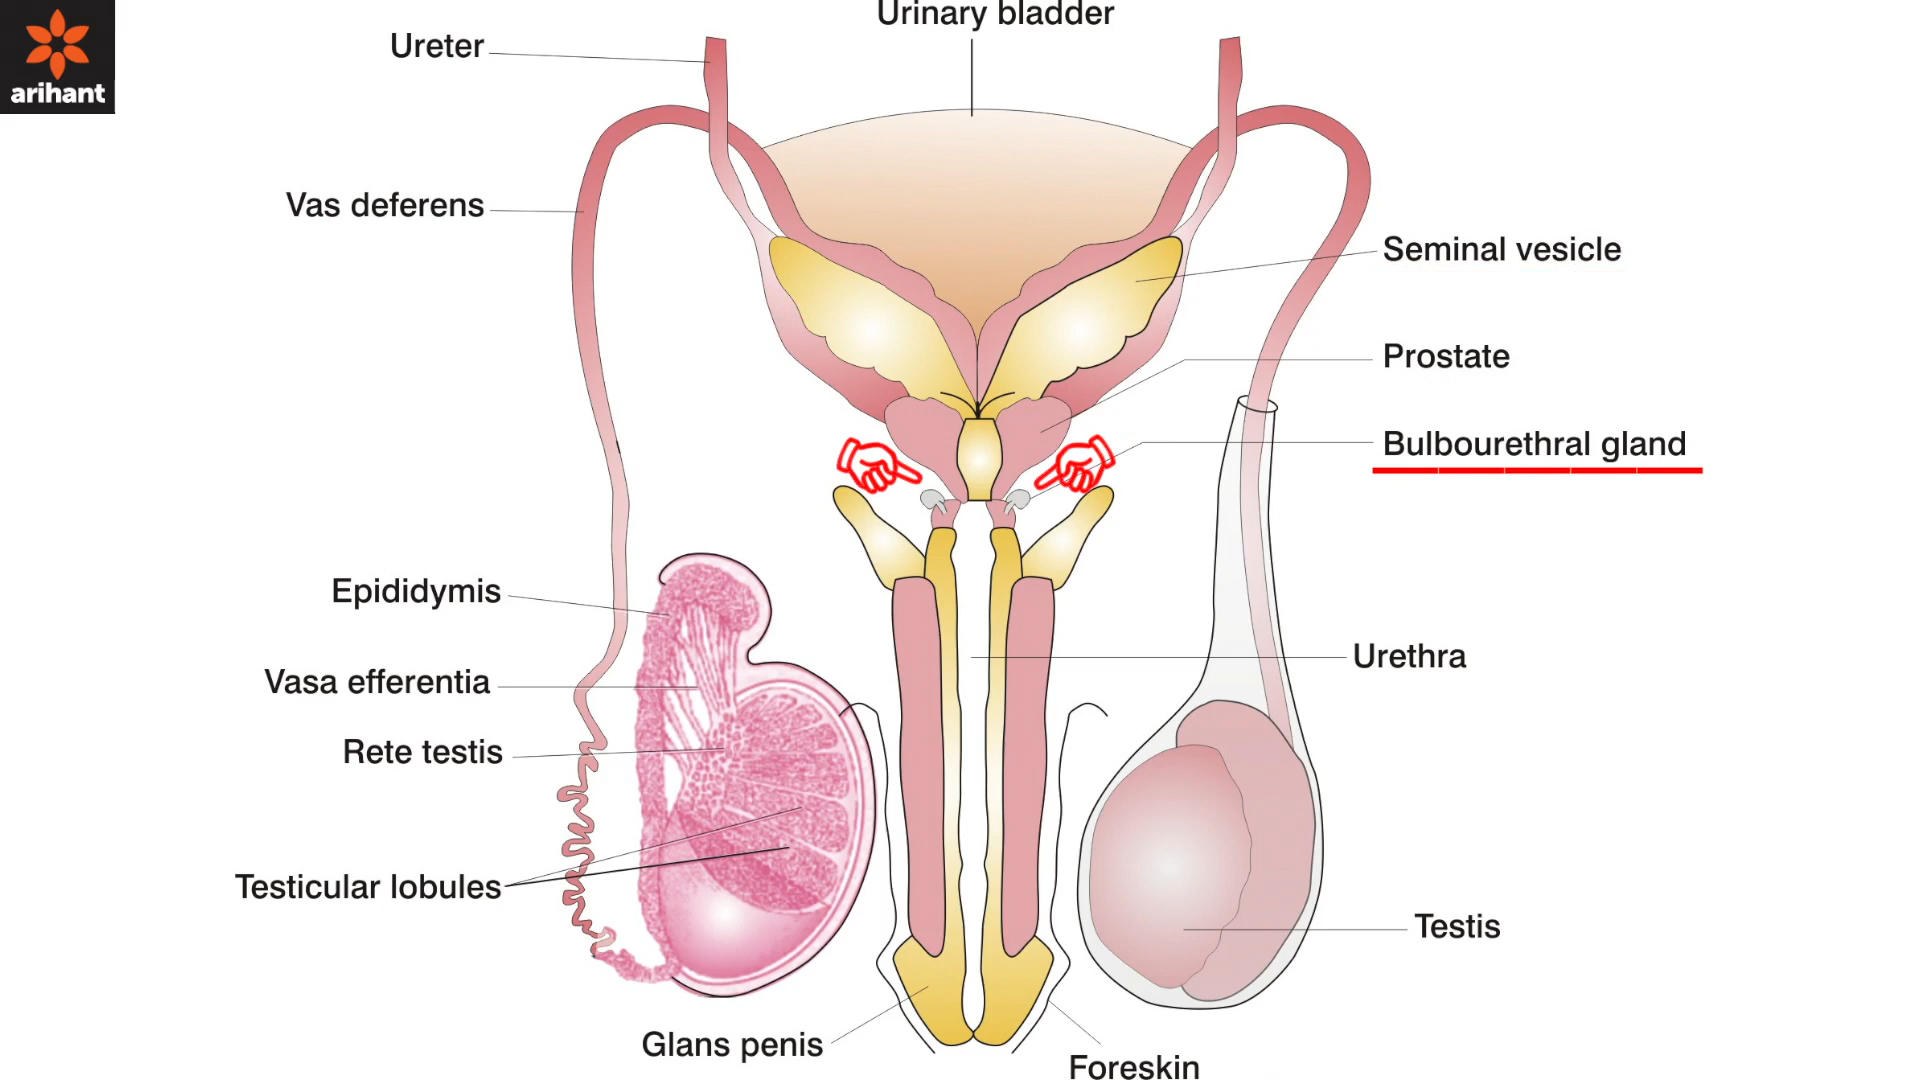 Urinary bladder
Ureter
arihant
Vas deferens
Seminal vesicle
Prostate
Bulbourethral gland
Epididymis
Urethra
Vasa efferentia
Rete testis
Testicular lobules
Testis
Glans penis
Foreskin